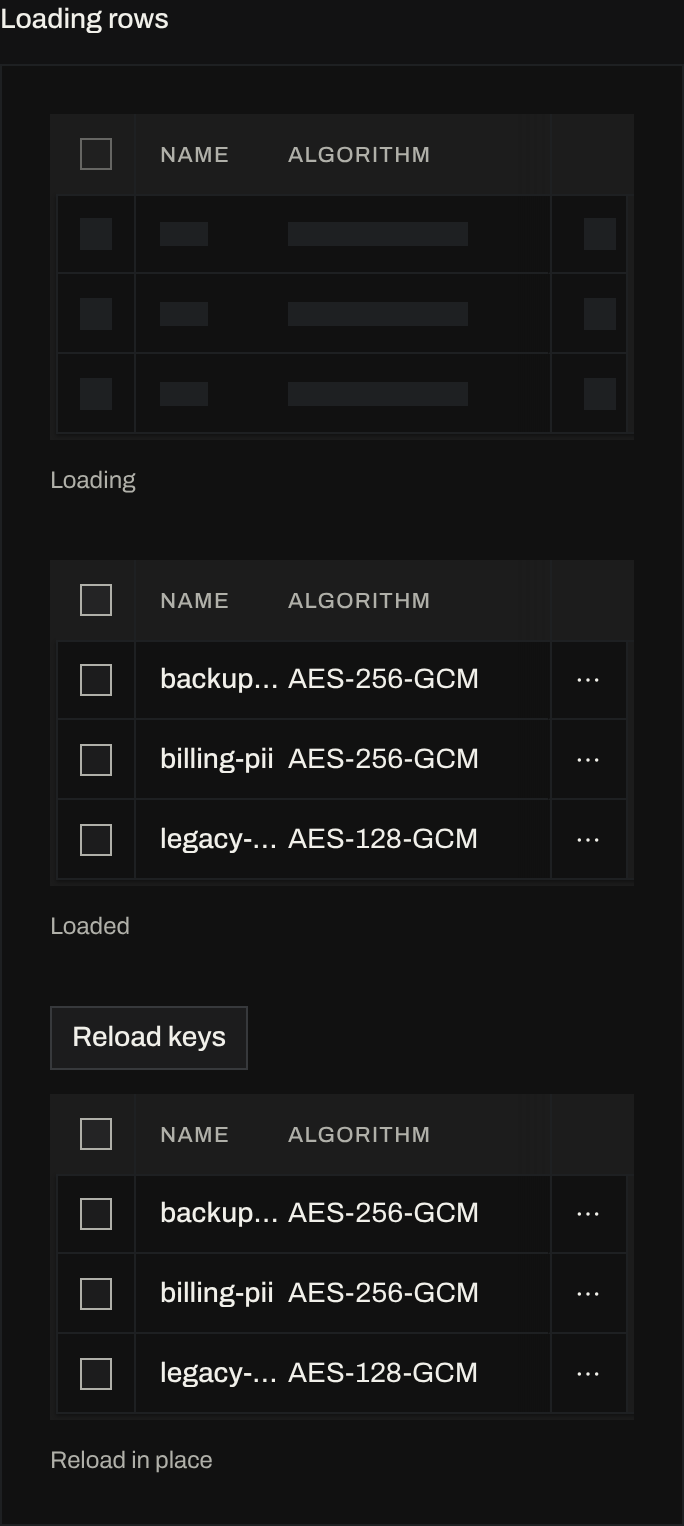 Loading rows
NAME ALGORITHM
Loading
NAME ALGORITHM
backup... AES-256-GCM ...
billing-pii AES-256-GCM ...
legacy-... AES-128-GCM ...
Loaded
Reload keys
NAME ALGORITHM
backup... AES-256-GCM ...
billing-pii AES-256-GCM ...
legacy-... AES-128-GCM ...
Reload in place